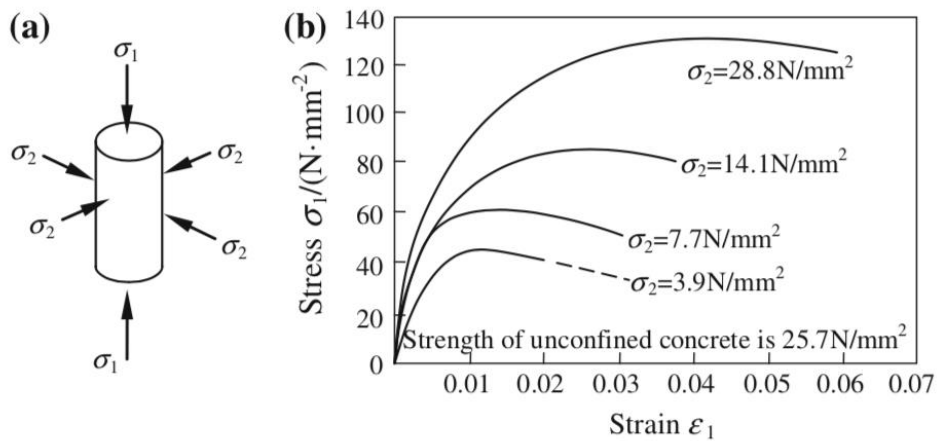 (a)
σ₁
σ₂
σ₂
σ₂
σ₂
σ₁
(b)
Stress σ₁/(N·mm⁻²)
140
120
100
80
60
40
20
0
σ₂=28.8N/mm²
σ₂=14.1N/mm²
σ₂=7.7N/mm²
σ₂=3.9N/mm²
Strength of unconfined concrete is 25.7N/mm²
0.01 0.02 0.03 0.04 0.05 0.06 0.07
Strain ε₁